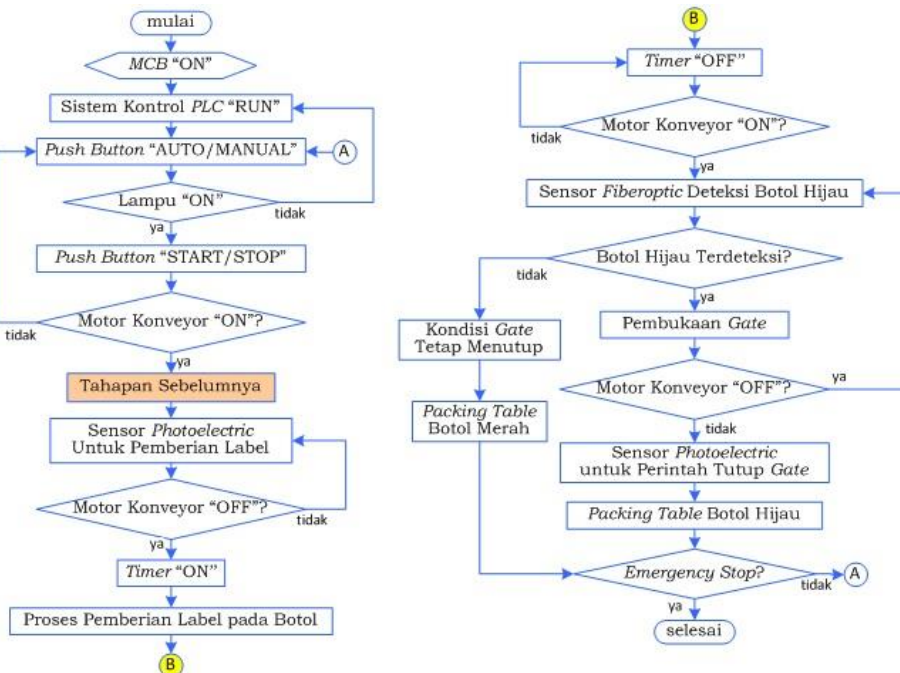 mulai
MCB “ON”
Sistem Kontrol PLC “RUN”
Push Button “AUTO/MANUAL”
A
Lampu “ON”
tidak
ya
Push Button “START/STOP”
Motor Konveyor “ON”?
tidak
ya
Tahapan Sebelumnya
Sensor Photoelectric
Untuk Pemberian Label
Motor Konveyor “OFF”?
tidak
ya
Timer “ON”
Proses Pemberian Label pada Botol
B
B
Timer “OFF”
Motor Konveyor “ON”?
tidak
ya
Sensor Fiberoptic Deteksi Botol Hijau
Botol Hijau Terdeteksi?
tidak
ya
Kondisi Gate
Tetap Menutup
Pembukaan Gate
Motor Konveyor “OFF”?
ya
tidak
Packing Table
Botol Merah
Sensor Photoelectric
untuk Perintah Tutup Gate
Packing Table Botol Hijau
Emergency Stop?
tidak
A
ya
selesai